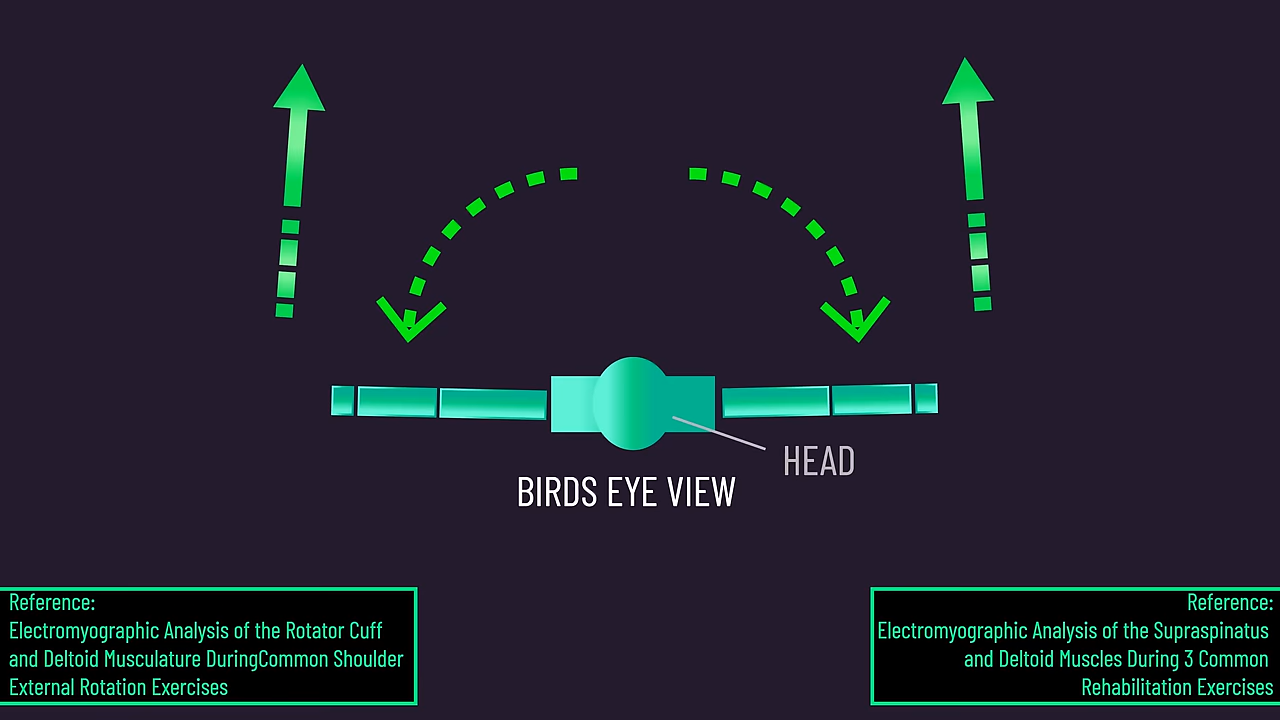 HEAD
BIRDS EYE VIEW
Reference:
Electromyographic Analysis of the Rotator Cuff
and Deltoid Musculature DuringCommon Shoulder
External Rotation Exercises
Reference:
Electromyographic Analysis of the Supraspinatus
and Deltoid Muscles During 3 Common
Rehabilitation Exercises